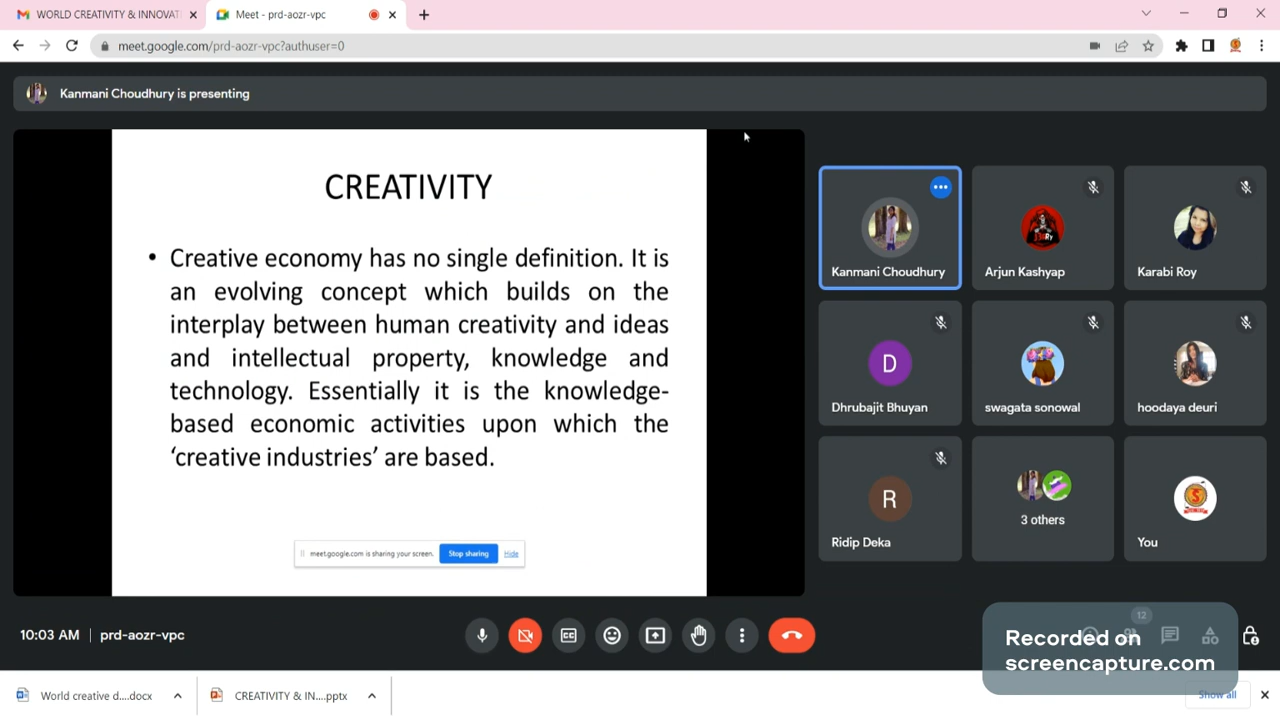 WORLD CREATIVITY & INNOVAT
Meet - prd-aozr-vpc
meet.google.com/prd-aozr-vpc?authuser=0
Kanmani Choudhury is presenting
CREATIVITY
• Creative economy has no single definition. It is
an evolving concept which builds on the
interplay between human creativity and ideas
and intellectual property, knowledge and
technology. Essentially it is the knowledge-
based economic activities upon which the
‘creative industries’ are based.
meet.google.com is sharing your screen.
Stop sharing
Hide
Kanmani Choudhury
Arjun Kashyap
Karabi Roy
D
Dhrubajit Bhuyan
swagata sonowal
hoodaya deuri
R
Ridip Deka
3 others
You
10:03 AM
prd-aozr-vpc
12
Recorded on
screencapture.com
World creative d....docx
CREATIVITY & IN....pptx
Show all